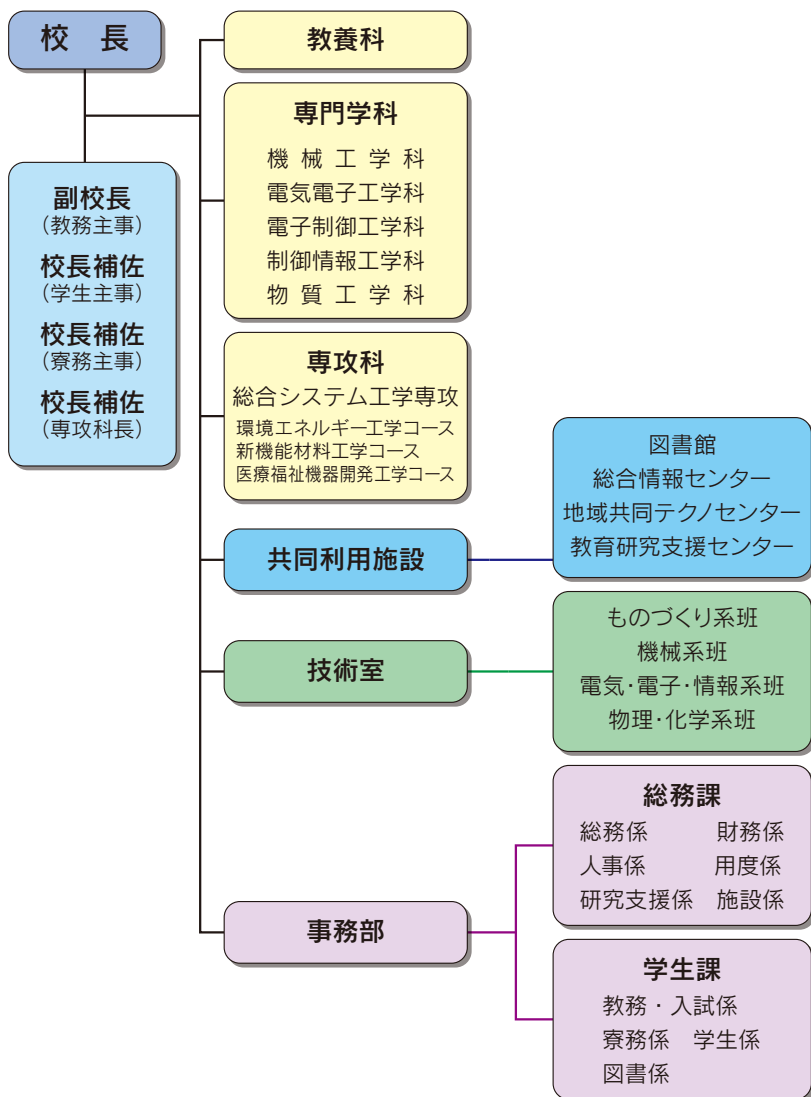 校 長
副校長
(教務主事)
校長補佐
(学生主事)
校長補佐
(寮務主事)
校長補佐
(専攻科長)
教養科
専門学科
機 械 工 学 科
電気電子工学科
電子制御工学科
制御情報工学科
物 質 工 学 科
専攻科
総合システム工学専攻
環境エネルギー工学コース
新機能材料工学コース
医療福祉機器開発工学コース
共同利用施設
図書館
総合情報センター
地域共同テクノセンター
教育研究支援センター
技術室
ものづくり系班
機械系班
電気・電子・情報系班
物理・化学系班
事務部
総務課
総務係 財務係
人事係 用度係
研究支援係 施設係
学生課
教務・入試係
寮務係 学生係
図書係